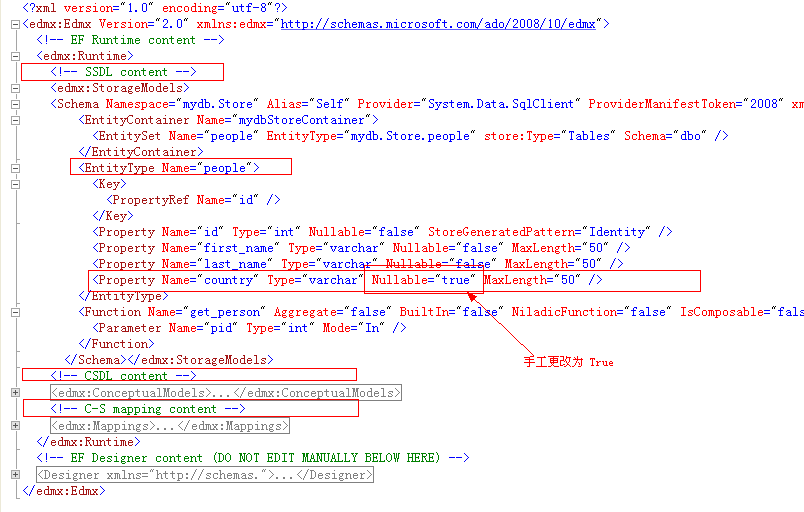 <?xml version="1.0" encoding="utf-8"?>
<edmx:Edmx Version="2.0" xmlns:edmx="http://schemas.microsoft.com/ado/2008/10/edmx">
<!-- EF Runtime content -->
<edmx:Runtime>
<!-- SSDL content -->
<edmx:StorageModels>
<Schema Namespace="mydb.Store" Alias="Self" Provider="System.Data.SqlClient" ProviderManifestToken="2008" xm
<EntityContainer Name="mydbStoreContainer">
<EntitySet Name="people" EntityType="mydb.Store.people" store:Type="Tables" Schema="dbo" />
</EntityContainer>
<EntityType Name="people">
<Key>
<PropertyRef Name="id" />
</Key>
<Property Name="id" Type="int" Nullable="false" StoreGeneratedPattern="Identity" />
<Property Name="first_name" Type="varchar" Nullable="false" MaxLength="50" />
<Property Name="last_name" Type="varchar" Nullable="false" MaxLength="50" />
<Property Name="country" Type="varchar" Nullable="true" MaxLength="50" />
</EntityType>
<Function Name="get_person" Aggregate="false" BuiltIn="false" NiladicFunction="false" IsComposable="fals
<Parameter Name="pid" Type="int" Mode="In" />
</Function>
</Schema></edmx:StorageModels>
手工更改为 True
<!-- CSDL content -->
<edmx:ConceptualModels>...</edmx:ConceptualModels>
<!-- C-S mapping content -->
<edmx:Mappings>...</edmx:Mappings>
</edmx:Runtime>
<!-- EF Designer content (DO NOT EDIT MANUALLY BELOW HERE) -->
<Designer xmlns="http://schemas.">...</Designer>
</edmx:Edmx>